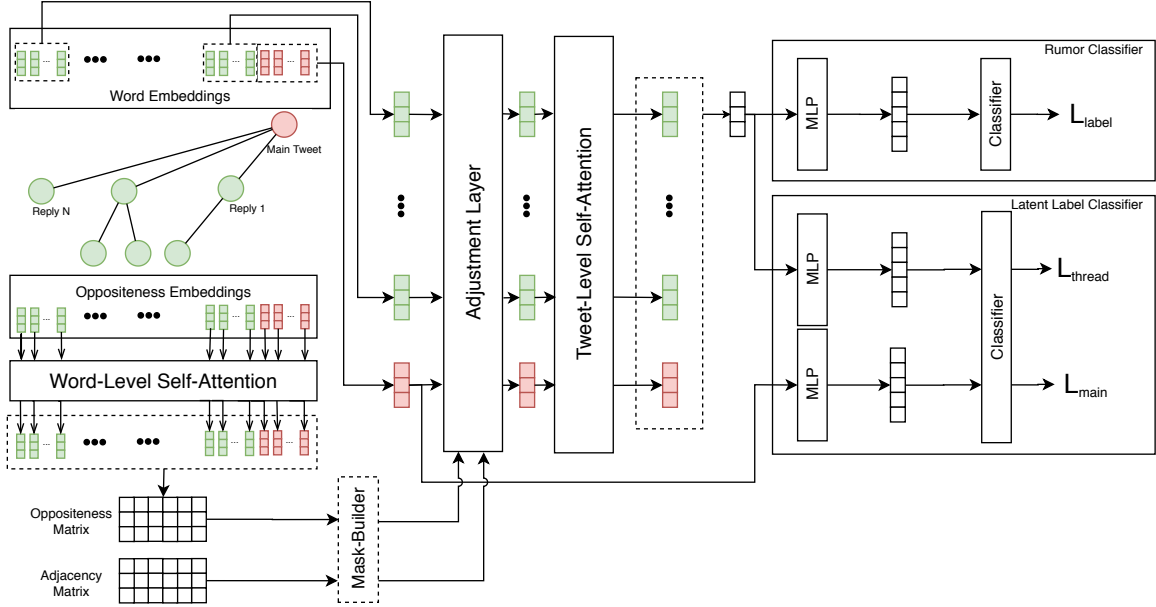 Word Embeddings
Main Tweet
Reply N
Reply 1
Oppositeness Embeddings
Word-Level Self-Attention
Oppositeness
Matrix
Adjacency
Matrix
Mask-Builder
Adjustment Layer
Tweet-Level Self-Attention
Rumor Classifier
MLP
Classifier
L_label
Latent Label Classifier
MLP
Classifier
L_thread
MLP
L_main